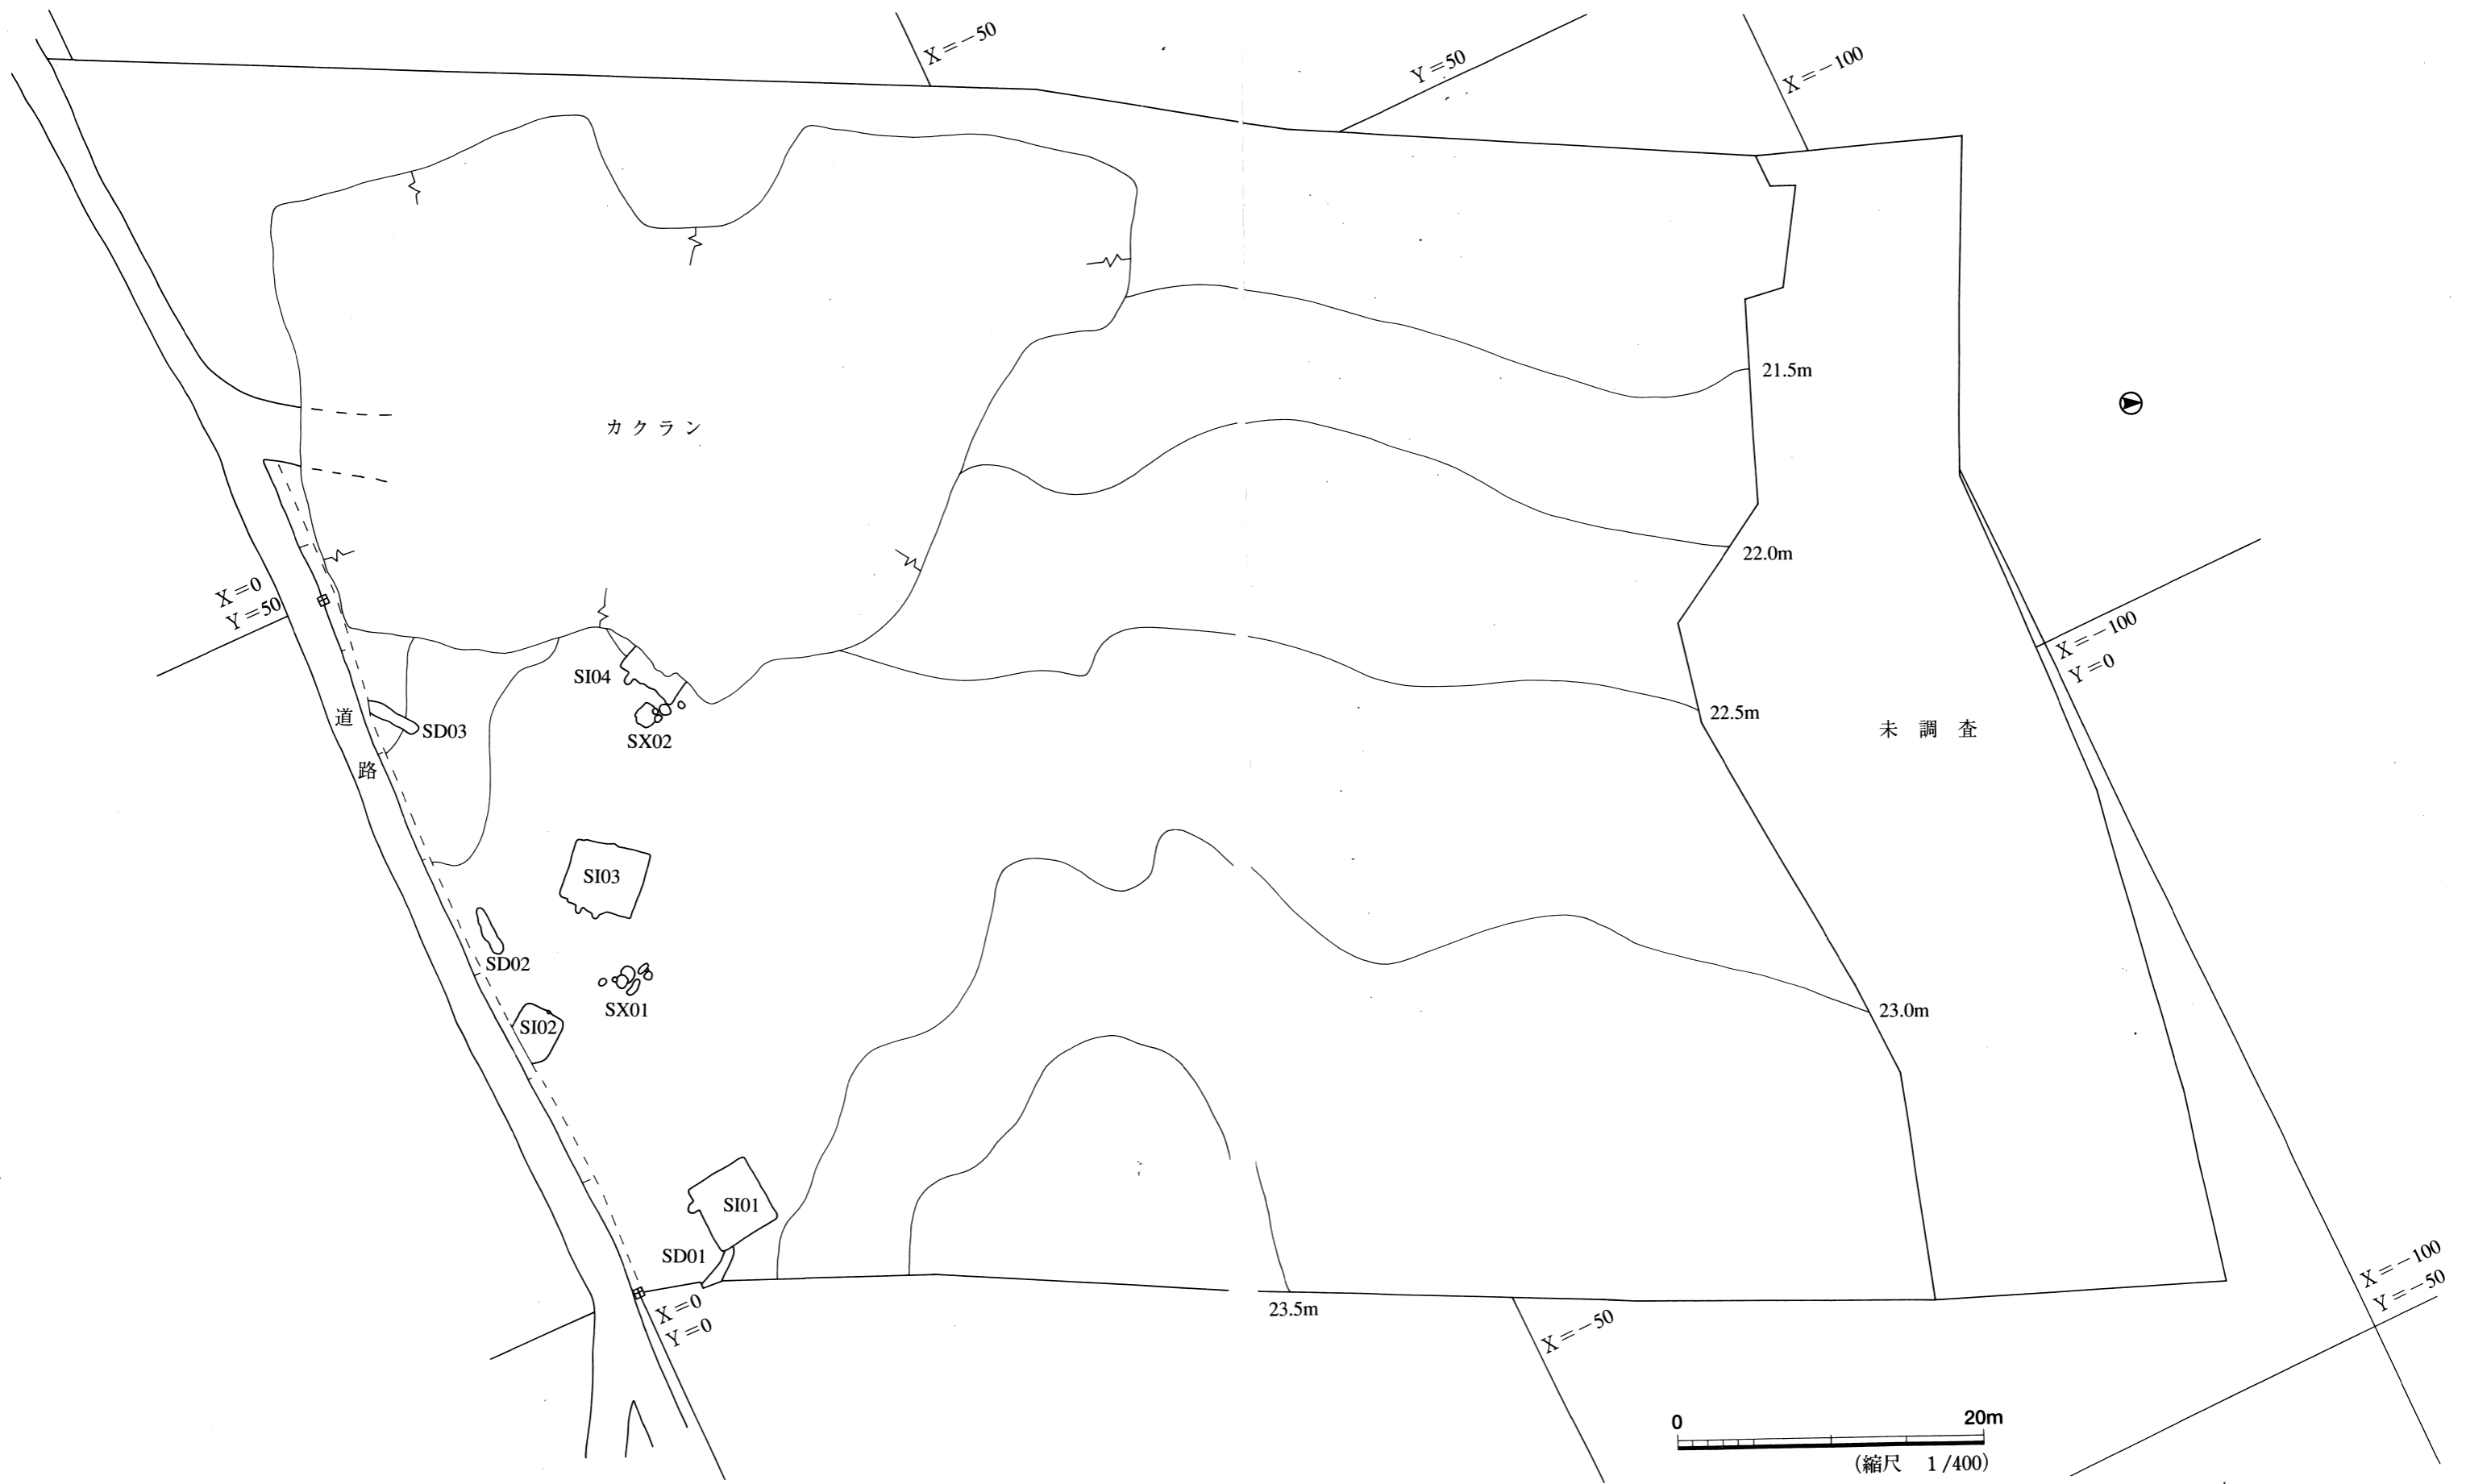 X=-50
Y=50
X=-100
21.5m
カクラン
22.0m
X=0
Y=50
X=-100
Y=0
SI04
22.5m
道路
SD03
SX02
未調査
SI03
SD02
SX01
23.0m
SI02
SI01
SD01
X=0
Y=0
23.5m
X=-50
X=-100
Y=-50
0 20m
(縮尺 1/400)